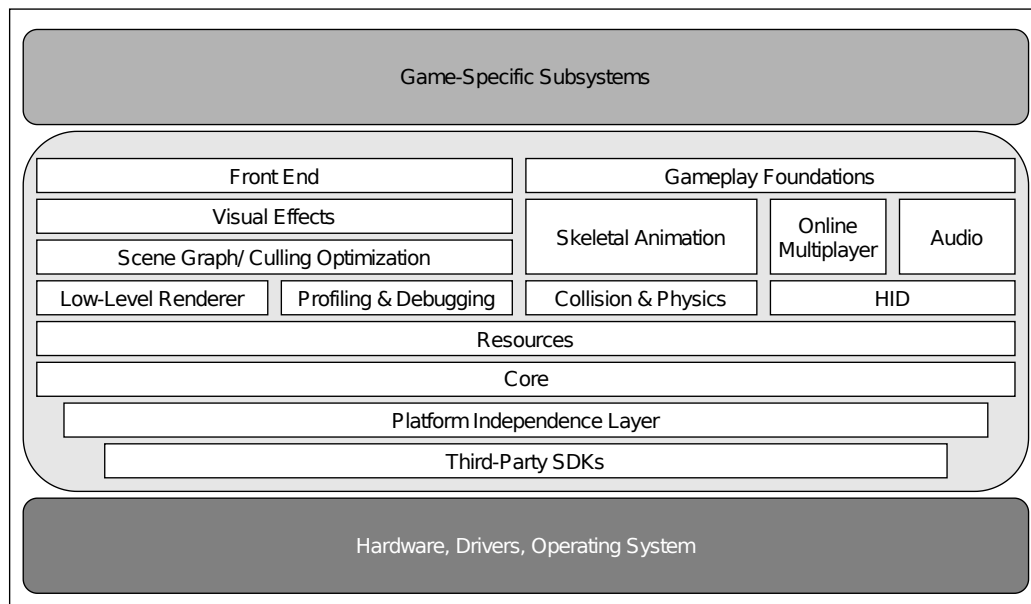 Game-Specific Subsystems
Front End
Gameplay Foundations
Visual Effects
Skeletal Animation
Online
Multiplayer
Audio
Scene Graph/ Culling Optimization
Low-Level Renderer
Profiling & Debugging
Collision & Physics
HID
Resources
Core
Platform Independence Layer
Third-Party SDKs
Hardware, Drivers, Operating System